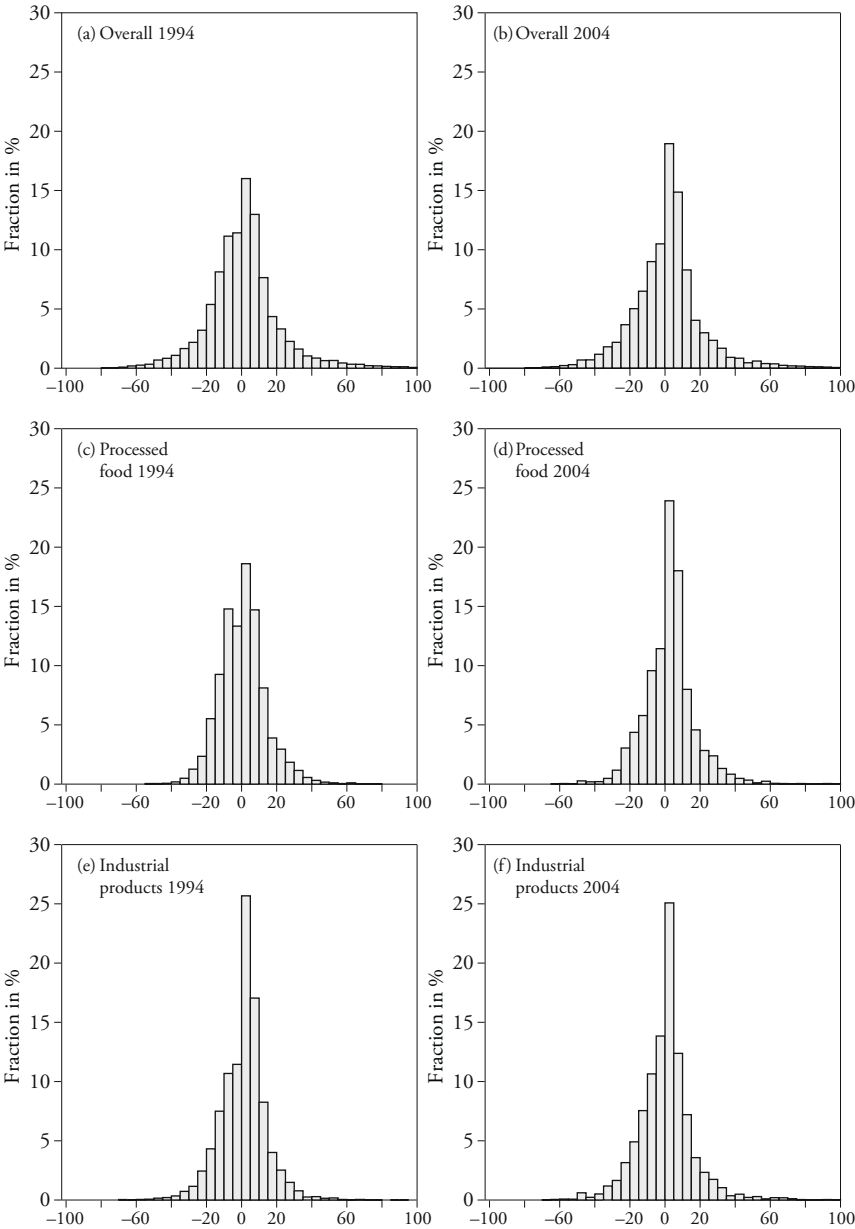 (a) Overall 1994
30
25
20
15
10
5
0
Fraction in %
−100 −60 −20 0 20 60 100
(b) Overall 2004
30
25
20
15
10
5
0
Fraction in %
−100 −60 −20 0 20 60 100
(c) Processed
food 1994
30
25
20
15
10
5
0
Fraction in %
−100 −60 −20 0 20 60 100
(d) Processed
food 2004
30
25
20
15
10
5
0
Fraction in %
−100 −60 −20 0 20 60 100
(e) Industrial
products 1994
30
25
20
15
10
5
0
Fraction in %
−100 −60 −20 0 20 60 100
(f) Industrial
products 2004
30
25
20
15
10
5
0
Fraction in %
−100 −60 −20 0 20 60 100